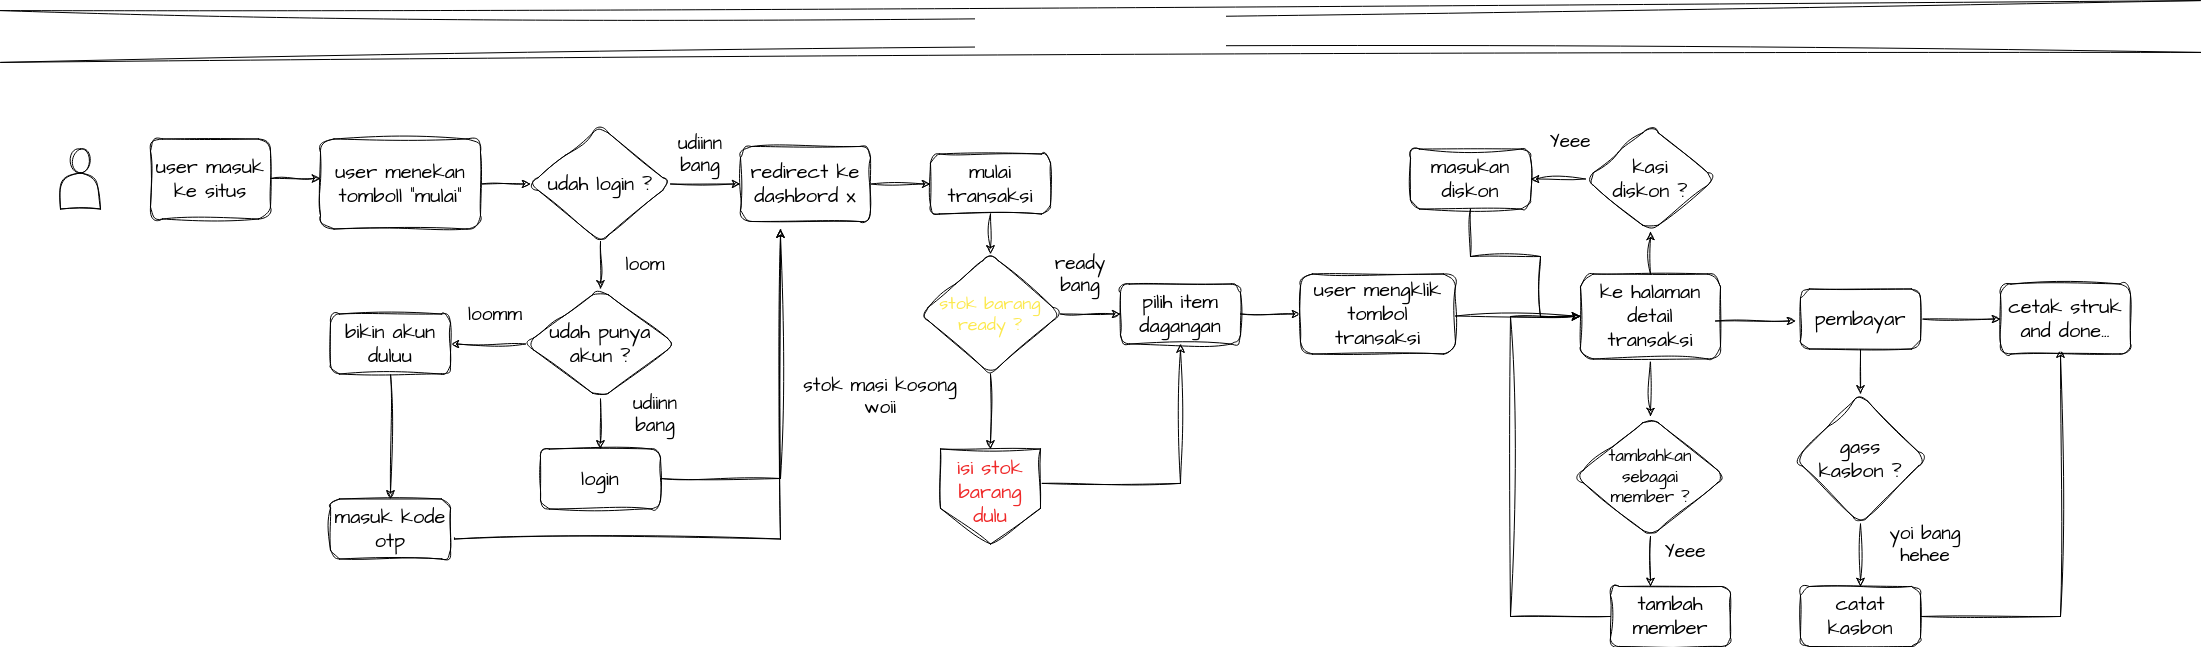 user masuk
ke situs
user menekan
tomboll "mulai"
udah login ?
udiinn
bang
redirect ke
dashbord x
mulai
transaksi
loom
udah punya
akun ?
loomm
bikin akun
duluu
masuk kode
otp
udiinn
bang
login
stok barang
ready ?
ready
bang
stok masi kosong
woii
isi stok
barang
dulu
pilih item
dagangan
user mengklik
tombol
transaksi
ke halaman
detail
transaksi
kasi
diskon ?
Yeee
masukan
diskon
tambahkan
sebagai
member ?
Yeee
tambah
member
pembayar
gass
kasbon ?
yoi bang
hehee
catat
kasbon
cetak struk
and done...